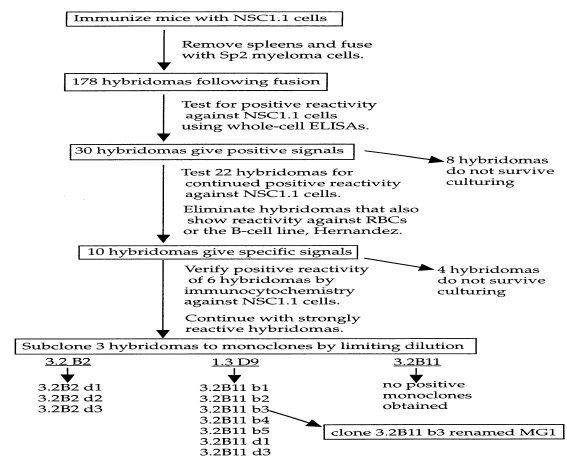 Immunize mice with NSC1.1 cells
Remove spleens and fuse
with Sp2 myeloma cells.
178 hybridomas following fusion
Test for positive reactivity
against NSC1.1 cells
using whole-cell ELISAs.
30 hybridomas give positive signals
8 hybridomas
do not survive
culturing
Test 22 hybridomas for
continued positive reactivity
against NSC1.1 cells.
Eliminate hybridomas that also
show reactivity against RBCs
or the B-cell line, Hernandez.
10 hybridomas give specific signals
4 hybridomas
do not survive
culturing
Verify positive reactivity
of 6 hybridomas by
immunocytochemistry
against NSC1.1 cells.
Continue with strongly
reactive hybridomas.
Subclone 3 hybridomas to monoclones by limiting dilution
3.2 B2
3.2B2 d1
3.2B2 d2
3.2B2 d3
1.3 D9
3.2B11 b1
3.2B11 b2
3.2B11 b3
3.2B11 b4
3.2B11 b5
3.2B11 d1
3.2B11 d3
3.2B11
no positive
monoclones
obtained
clone 3.2B11 b3 renamed MG1